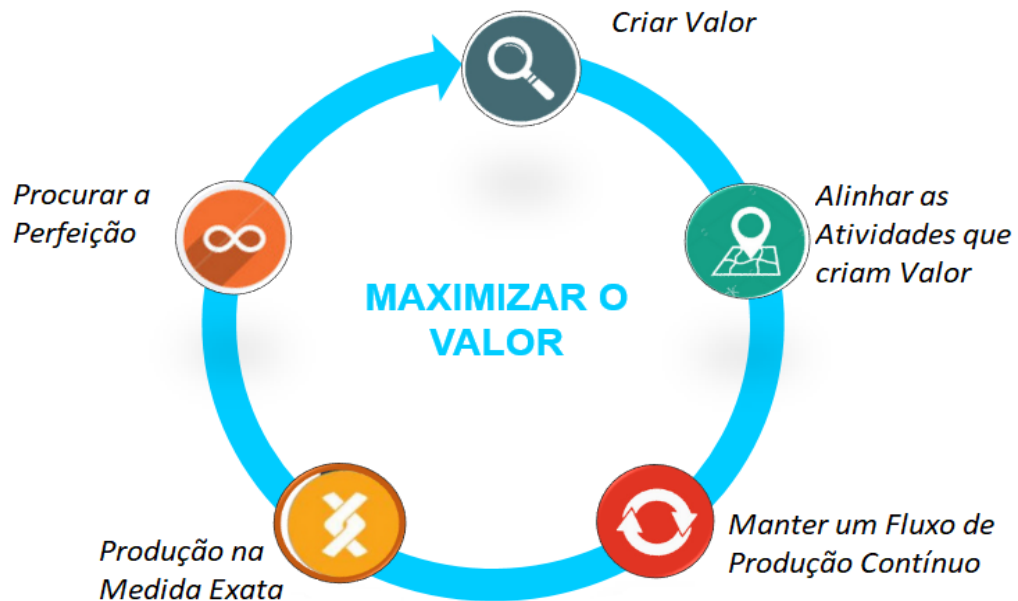 Criar Valor
Alinhar as
Atividades que
criam Valor
Manter um Fluxo de
Produção Contínuo
Produção na
Medida Exata
Procurar a
Perfeição
MAXIMIZAR O
VALOR